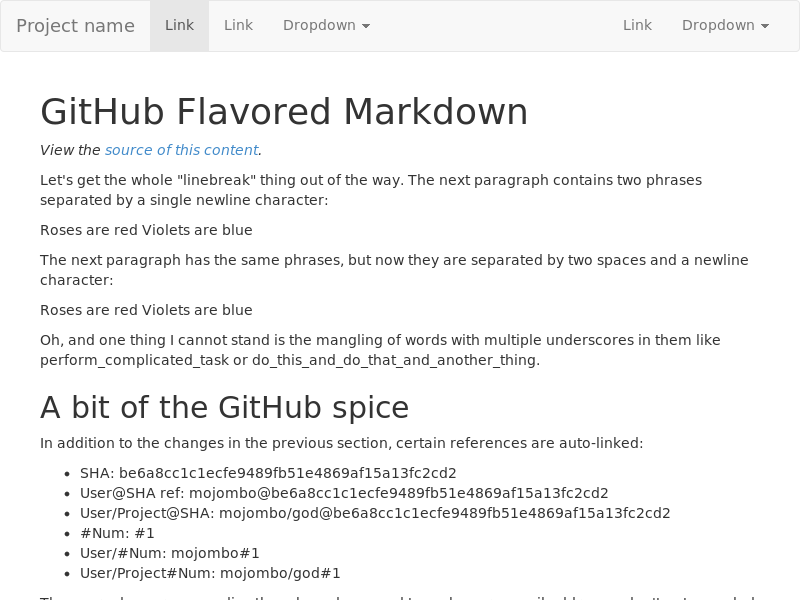 Project name Link Link Dropdown Link Dropdown
GitHub Flavored Markdown
View the source of this content.
Let's get the whole "linebreak" thing out of the way. The next paragraph contains two phrases
separated by a single newline character:
Roses are red Violets are blue
The next paragraph has the same phrases, but now they are separated by two spaces and a newline
character:
Roses are red Violets are blue
Oh, and one thing I cannot stand is the mangling of words with multiple underscores in them like
perform_complicated_task or do_this_and_do_that_and_another_thing.
A bit of the GitHub spice
In addition to the changes in the previous section, certain references are auto-linked:
• SHA: be6a8cc1c1ecfe9489fb51e4869af15a13fc2cd2
• User@SHA ref: mojombo@be6a8cc1c1ecfe9489fb51e4869af15a13fc2cd2
• User/Project@SHA: mojombo/god@be6a8cc1c1ecfe9489fb51e4869af15a13fc2cd2
• #Num: #1
• User/#Num: mojombo#1
• User/Project#Num: mojombo/god#1